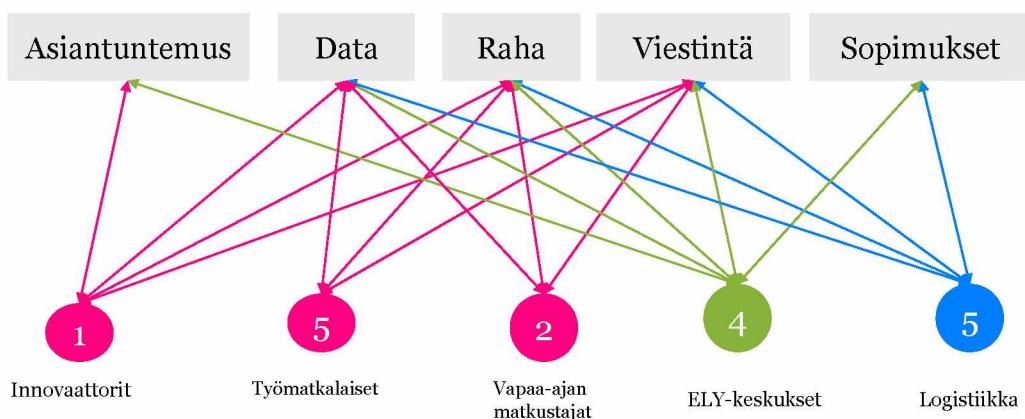 Asiantuntemus
Data
Raha
Viestintä
Sopimukset
1
5
2
4
5
Innovaattorit
Työmatkalaiset
Vapaa-ajan
matkustajat
ELY-keskukset
Logistiikka